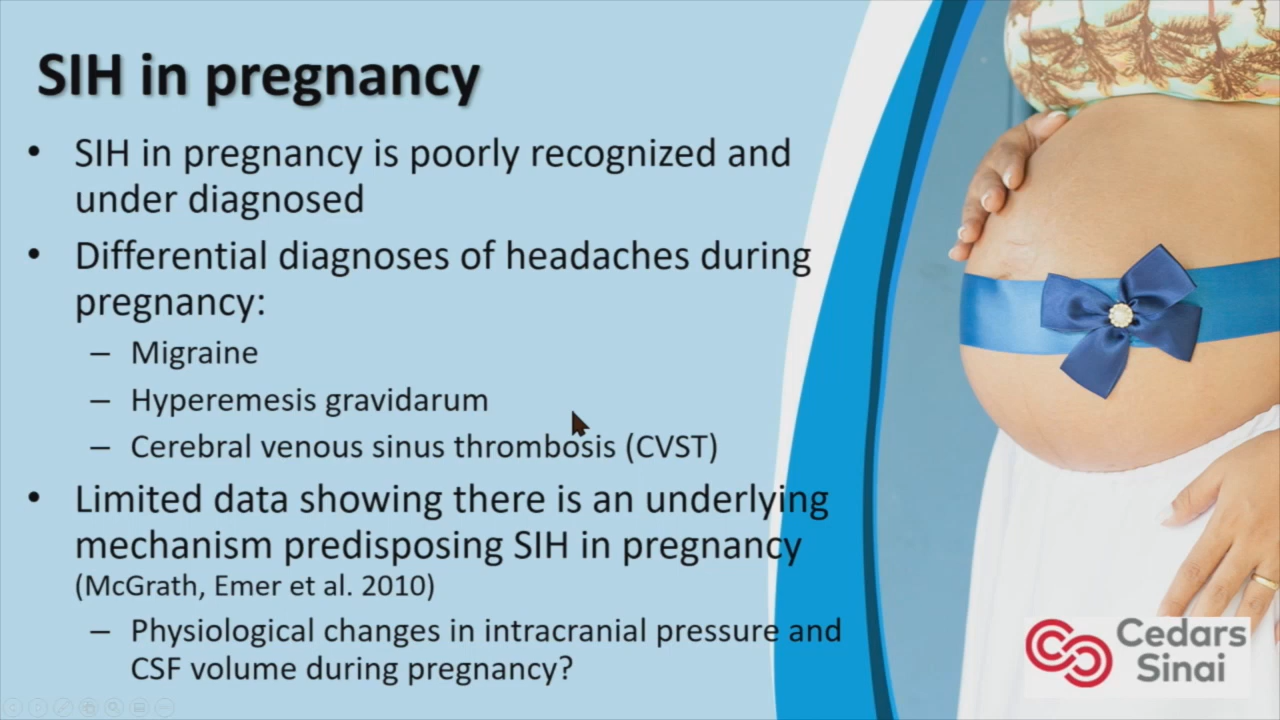 SIH in pregnancy
• SIH in pregnancy is poorly recognized and
under diagnosed
• Differential diagnoses of headaches during
pregnancy:
– Migraine
– Hyperemesis gravidarum
– Cerebral venous sinus thrombosis (CVST)
• Limited data showing there is an underlying
mechanism predisposing SIH in pregnancy
(McGrath, Emer et al. 2010)
– Physiological changes in intracranial pressure and
CSF volume during pregnancy?
Cedars
Sinai